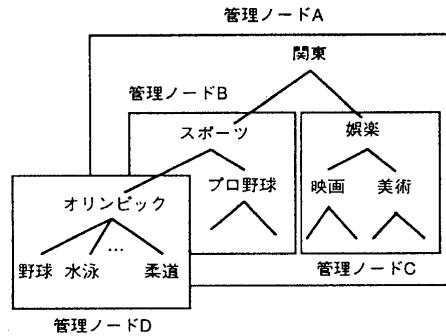 管理ノードA
関東
管理ノードB
スポーツ
娯楽
プロ野球
映画
美術
オリンピック
…
野球
水泳
柔道
管理ノードC
管理ノードD